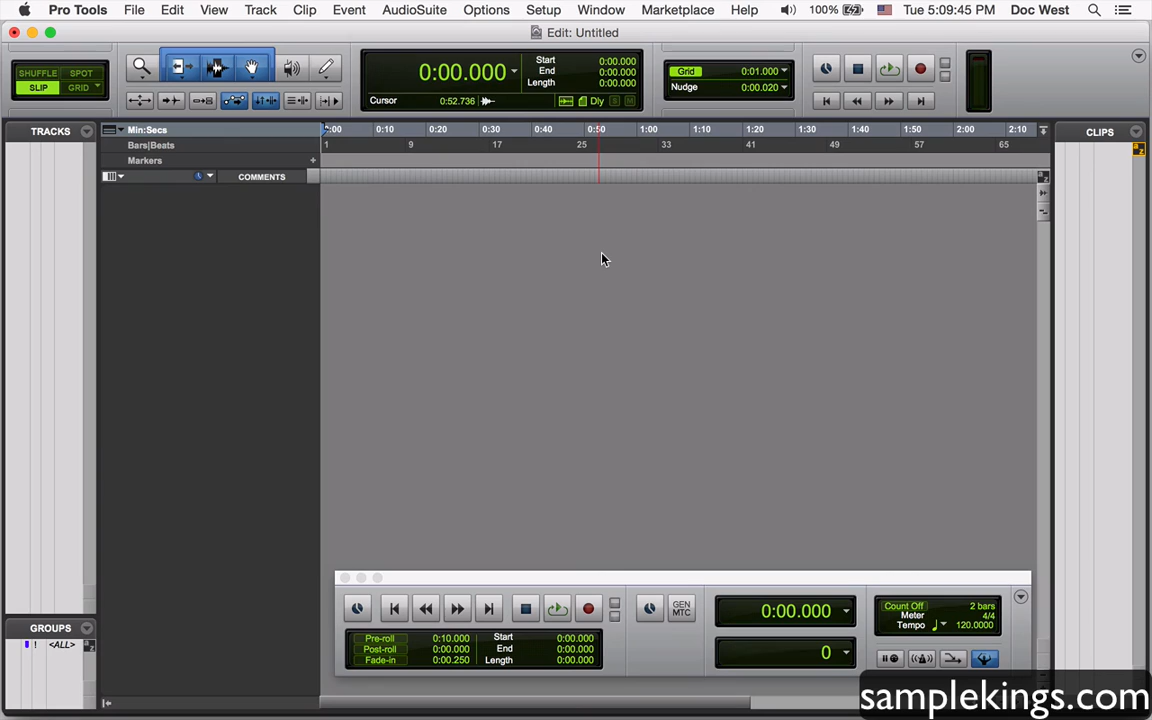 Pro Tools File Edit View Track Clip Event AudioSuite Options Setup Window Marketplace Help 100% Tue 5:09:45 PM Doc West
Edit: Untitled
SHUFFLE SPOT
SLIP GRID
0:00.000
Start 0:00.000
End 0:00.000
Length 0:00.000
Cursor 0:52.736 Dly S M
Grid 0:01.000
Nudge 0:00.020
TRACKS
Min:Secs 0:00 0:10 0:20 0:30 0:40 0:50 1:00 1:10 1:20 1:30 1:40 1:50 2:00 2:10
Bars|Beats 1 9 17 25 33 41 49 57 65
Markers +
COMMENTS
CLIPS
a z
GROUPS
! <ALL>
GEN
MTC
0:00.000
0
Count Off 2 bars
Meter 4/4
Tempo 120.0000
Pre-roll 0:10.000 Start 0:00.000
Post-roll 0:00.000 End 0:00.000
Fade-in 0:00.250 Length 0:00.000
samplekings.com